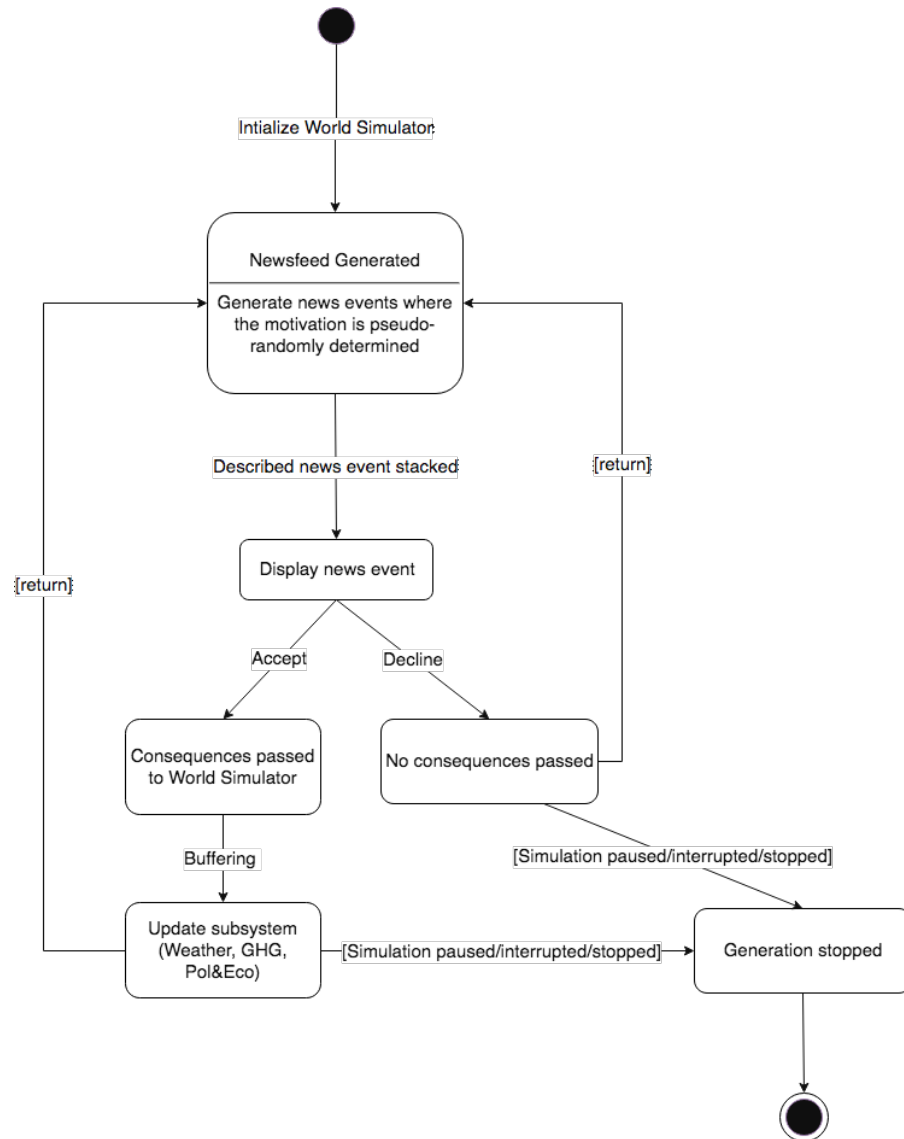 Intialize World Simulator
Newsfeed Generated
Generate news events where
the motivation is pseudo-
randomly determined
Described news event stacked
[return]
Display news event
[return]
Accept
Decline
Consequences passed
to World Simulator
No consequences passed
Buffering
[Simulation paused/interrupted/stopped]
Update subsystem
(Weather, GHG,
Pol&Eco)
[Simulation paused/interrupted/stopped]
Generation stopped